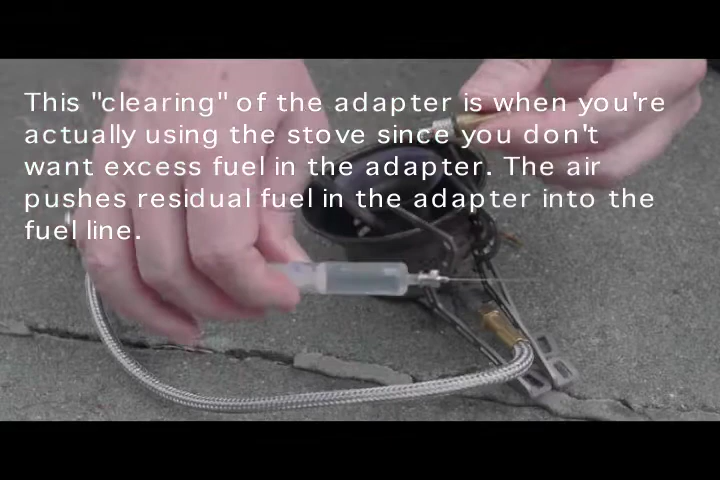 This "clearing" of the adapter is when you're
actually using the stove since you don't
want excess fuel in the adapter. The air
pushes residual fuel in the adapter into the
fuel line.